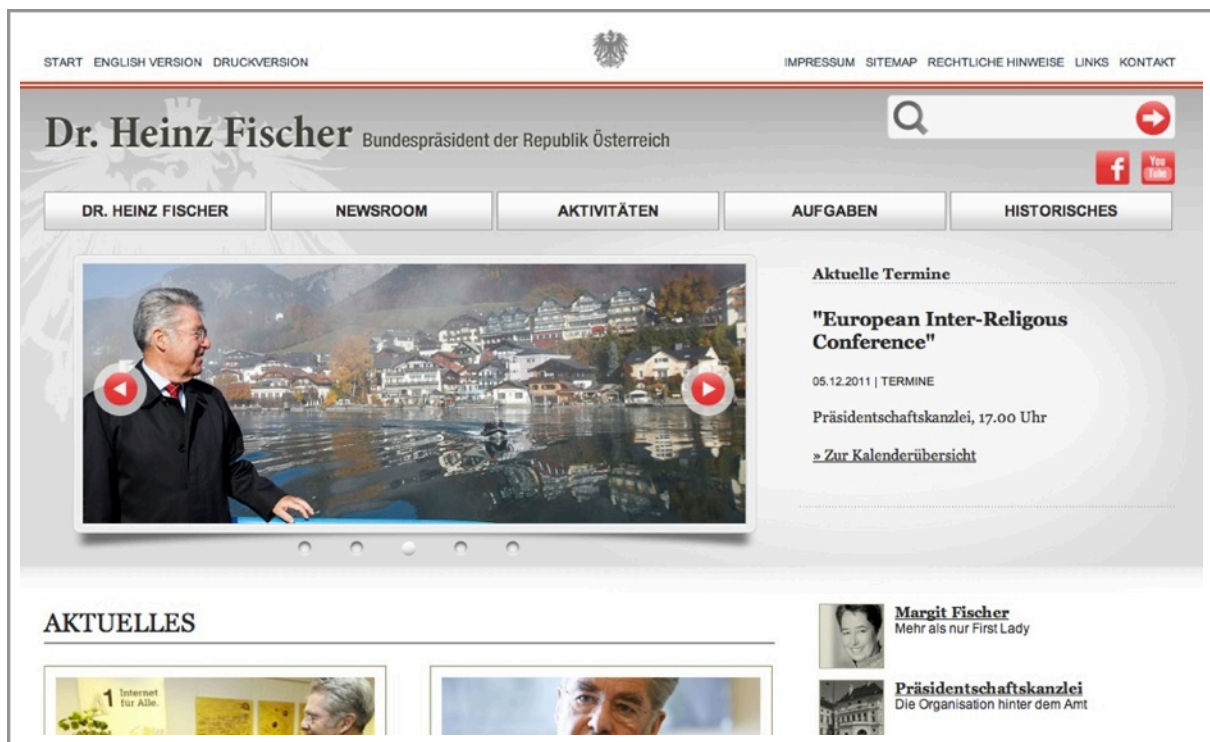 START ENGLISH VERSION DRUCKVERSION
IMPRESSUM SITEMAP RECHTLICHE HINWEISE LINKS KONTAKT
Dr. Heinz Fischer Bundespräsident der Republik Österreich
f You Tube
DR. HEINZ FISCHER NEWSROOM AKTIVITÄTEN AUFGABEN HISTORISCHES
Aktuelle Termine
"European Inter-Religous
Conference"
05.12.2011 | TERMINE
Präsidentschaftskanzlei, 17.00 Uhr
» Zur Kalenderübersicht
AKTUELLES
Margit Fischer
Mehr als nur First Lady
Präsidentschaftskanzlei
Die Organisation hinter dem Amt
1 Internet
für Alle.